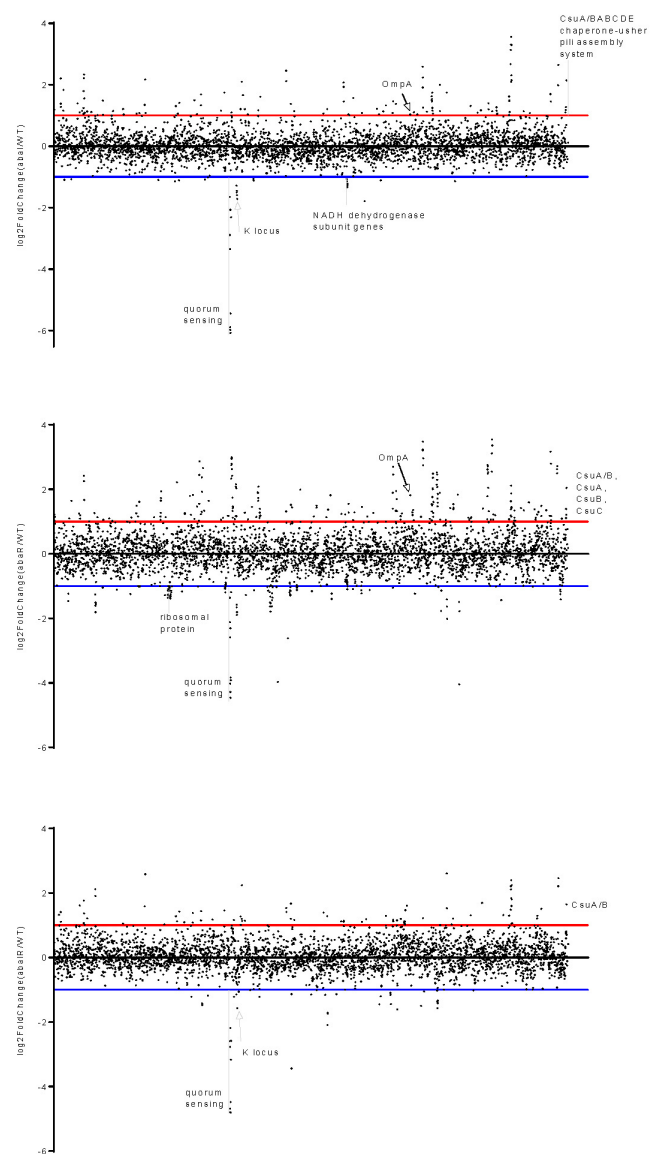 CsuA/BABCDE
chaperone-usher
pili assembly
system
4
2
0
-2
-4
-6
log2FoldChange(abaI/WT)
OmpA
NADH dehydrogenase
subunit genes
K locus
quorum
sensing
4
2
0
-2
-4
-6
log2FoldChange(abaR/WT)
OmpA
CsuA/B,
CsuA,
CsuB,
CsuC
ribosomal
protein
quorum
sensing
4
2
0
-2
-4
-6
log2FoldChange(abaIR/WT)
CsuA/B
K locus
quorum
sensing